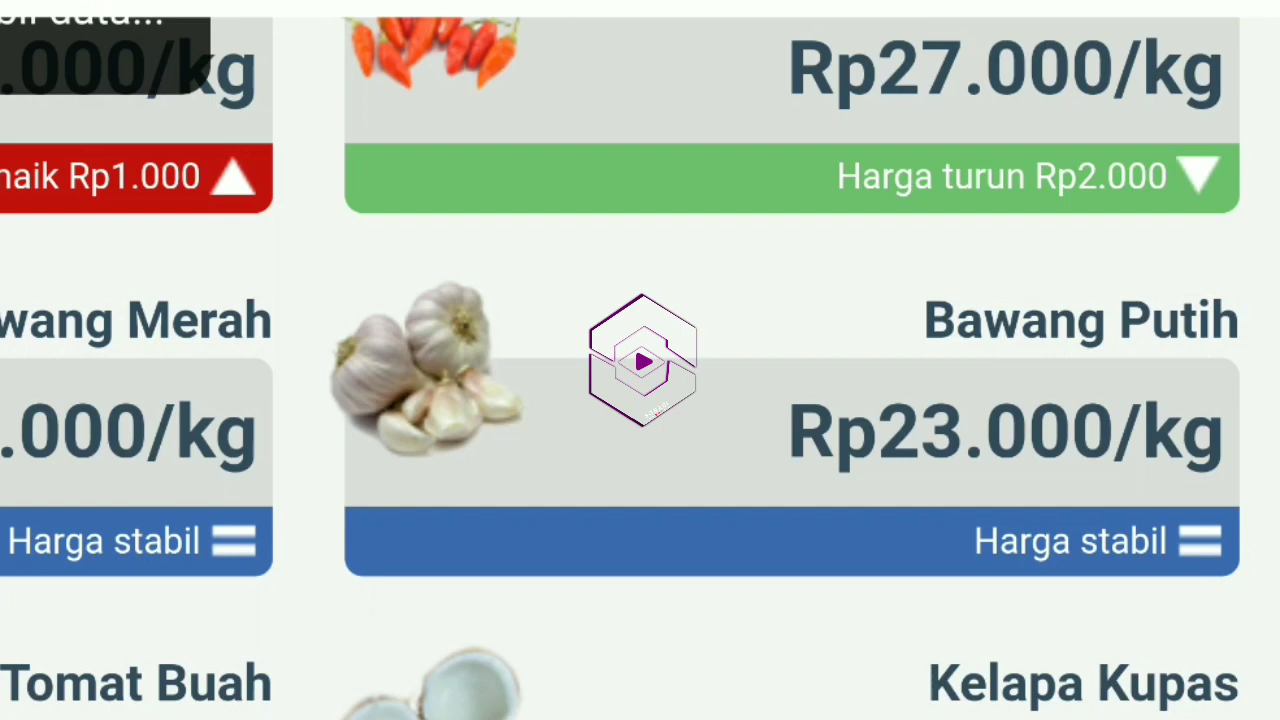 data...
.000/kg
Rp27.000/kg
naik Rp1.000
Harga turun Rp2.000
wang Merah
Bawang Putih
.000/kg
Rp23.000/kg
Harga stabil
Harga stabil
Tomat Buah
Kelapa Kupas